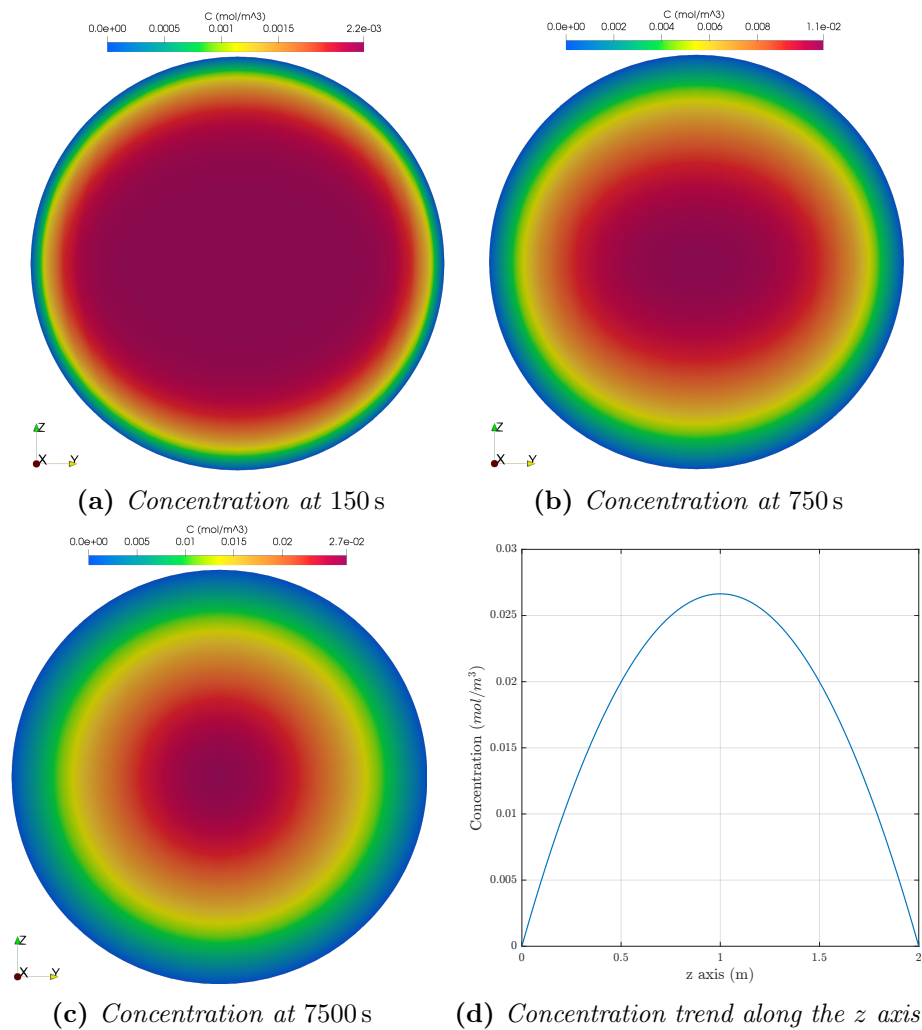 C (mol/m^3)
0.0e+00 0.0005 0.001 0.0015 2.2e-03
Z
X Y
(a) Concentration at 150 s
C (mol/m^3)
0.0e+00 0.002 0.004 0.006 0.008 1.1e-02
Z
X Y
(b) Concentration at 750 s
C (mol/m^3)
0.0e+00 0.005 0.01 0.015 0.02 2.7e-02
Z
X Y
(c) Concentration at 7500 s
0.03
0.025
0.02
0.015
0.01
0.005
0
Concentration (mol/m³)
0 0.5 1 1.5 2
z axis (m)
(d) Concentration trend along the z axis